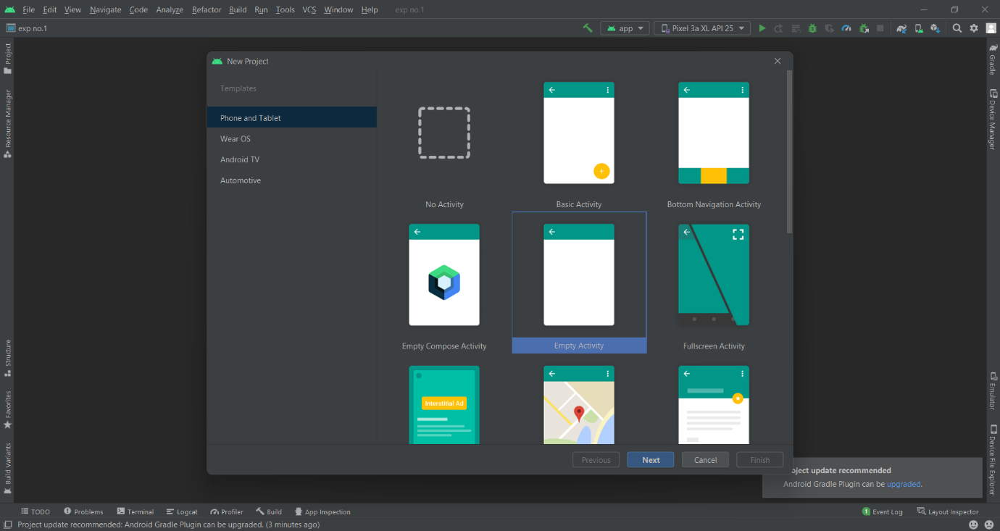 File Edit View Navigate Code Analyze Refactor Build Run Tools VCS Window Help exp no.1
exp no.1
app
Pixel 3a XL API 25
Project
Resource Manager
Structure
Favorites
Build Variants
New Project
Templates
Phone and Tablet
Wear OS
Android TV
Automotive
No Activity
Basic Activity
Bottom Navigation Activity
Empty Compose Activity
Empty Activity
Fullscreen Activity
Interstitial Ad
Previous
Next
Cancel
Finish
oject update recommended
Android Gradle Plugin can be upgraded.
Gradle
Device Manager
Emulator
Device File Explorer
TODO Problems Terminal Logcat Profiler Build App Inspection
1 Event Log Layout Inspector
Project update recommended: Android Gradle Plugin can be upgraded. (3 minutes ago)